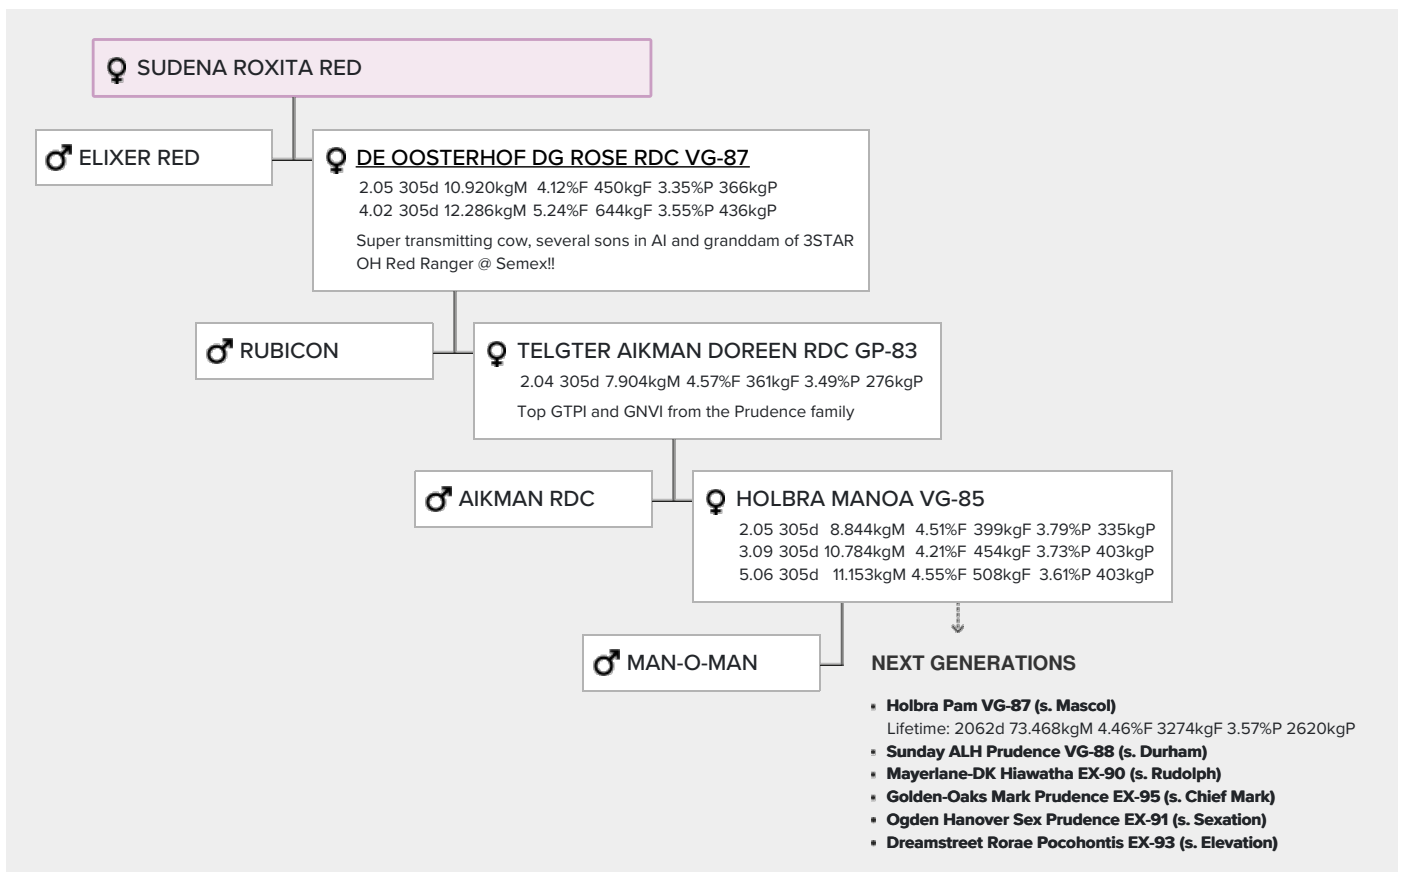 SUDENA ROXITA RED
ELIXER RED
DE OOSTERHOF DG ROSE RDC VG-87
2.05 305d 10.920kgM 4.12%F 450kgF 3.35%P 366kgP
4.02 305d 12.286kgM 5.24%F 644kgF 3.55%P 436kgP
Super transmitting cow, several sons in AI and granddam of 3STAR
OH Red Ranger @ Semex!!
RUBICON
TELGTER AIKMAN DOREEN RDC GP-83
2.04 305d 7.904kgM 4.57%F 361kgF 3.49%P 276kgP
Top GTPI and GNVI from the Prudence family
AIKMAN RDC
HOLBRA MANOA VG-85
2.05 305d 8.844kgM 4.51%F 399kgF 3.79%P 335kgP
3.09 305d 10.784kgM 4.21%F 454kgF 3.73%P 403kgP
5.06 305d 11.153kgM 4.55%F 508kgF 3.61%P 403kgP
MAN-O-MAN
NEXT GENERATIONS
▪ Holbra Pam VG-87 (s. Mascol)
Lifetime: 2062d 73.468kgM 4.46%F 3274kgF 3.57%P 2620kgP
▪ Sunday ALH Prudence VG-88 (s. Durham)
▪ Mayerlane-DK Hiawatha EX-90 (s. Rudolph)
▪ Golden-Oaks Mark Prudence EX-95 (s. Chief Mark)
▪ Ogden Hanover Sex Prudence EX-91 (s. Sexation)
▪ Dreamstreet Rorae Pocohontis EX-93 (s. Elevation)